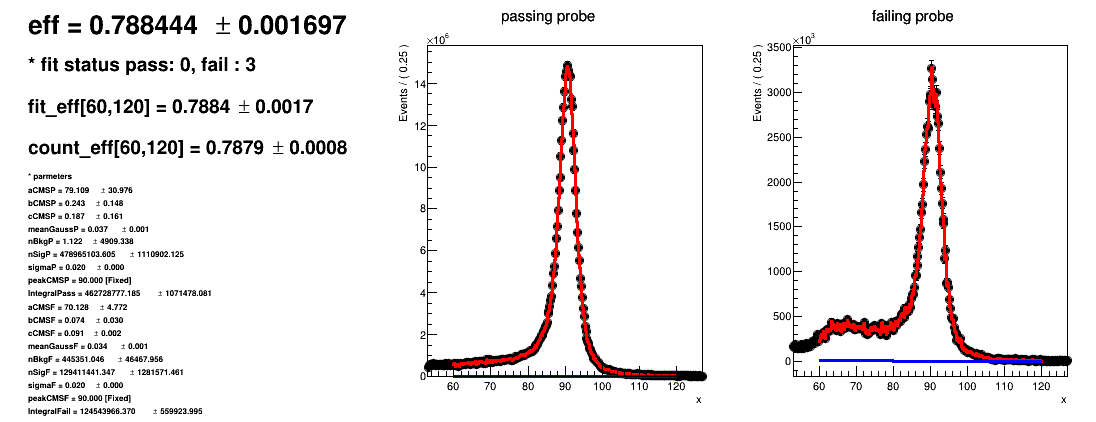 eff = 0.788444 ± 0.001697
* fit status pass: 0, fail : 3
fit_eff[60,120] = 0.7884 ± 0.0017
count_eff[60,120] = 0.7879 ± 0.0008
* parmeters
aCMSP = 79.109 ± 30.976
bCMSP = 0.243 ± 0.148
cCMSP = 0.187 ± 0.161
meanGaussP = 0.037 ± 0.001
nBkgP = 1.122 ± 4909.338
nSigP = 478965103.605 ± 1110902.125
sigmaP = 0.020 ± 0.000
peakCMSP = 90.000 [Fixed]
IntegralPass = 462728777.185 ± 1071478.081
aCMSF = 70.128 ± 4.772
bCMSF = 0.074 ± 0.030
cCMSF = 0.091 ± 0.002
meanGaussF = 0.034 ± 0.001
nBkgF = 445351.046 ± 46467.956
nSigF = 129411441.347 ± 1281571.461
sigmaF = 0.020 ± 0.000
peakCMSF = 90.000 [Fixed]
IntegralFail = 124543966.370 ± 559923.995
passing probe
×10⁶
Events / ( 0.25 )
14
12
10
8
6
4
2
0
60 70 80 90 100 110 120
x
failing probe
×10³
Events / ( 0.25 )
3500
3000
2500
2000
1500
1000
500
0
60 70 80 90 100 110 120
x